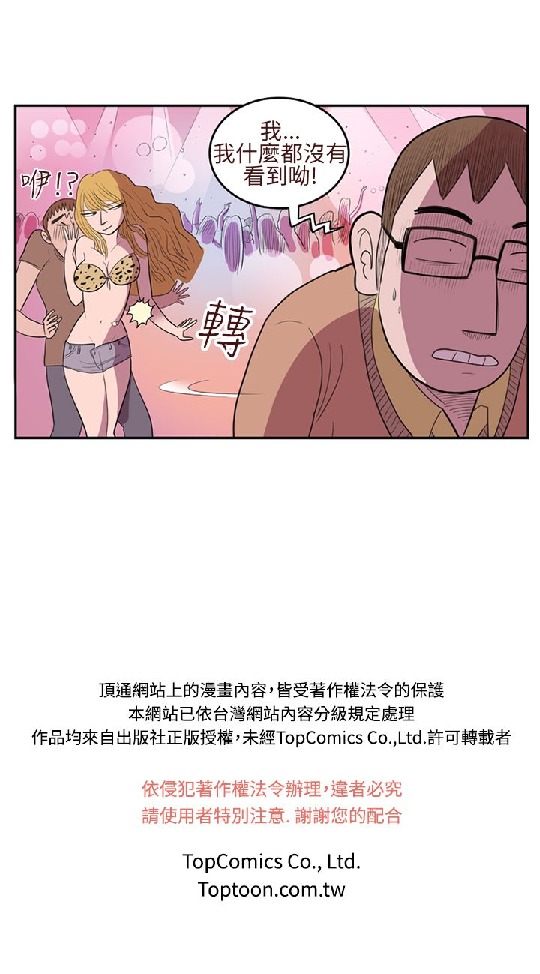 我...
我什麼都沒有
看到呦!
咿!?
轉
頂通網站上的漫畫內容，皆受著作權法令的保護
本網站已依台灣網站內容分級規定處理
作品均來自出版社正版授權，未經TopComics Co.,Ltd.許可轉載者
依侵犯著作權法令辦理，違者必究
請使用者特別注意. 謝謝您的配合
TopComics Co., Ltd.
Toptoon.com.tw